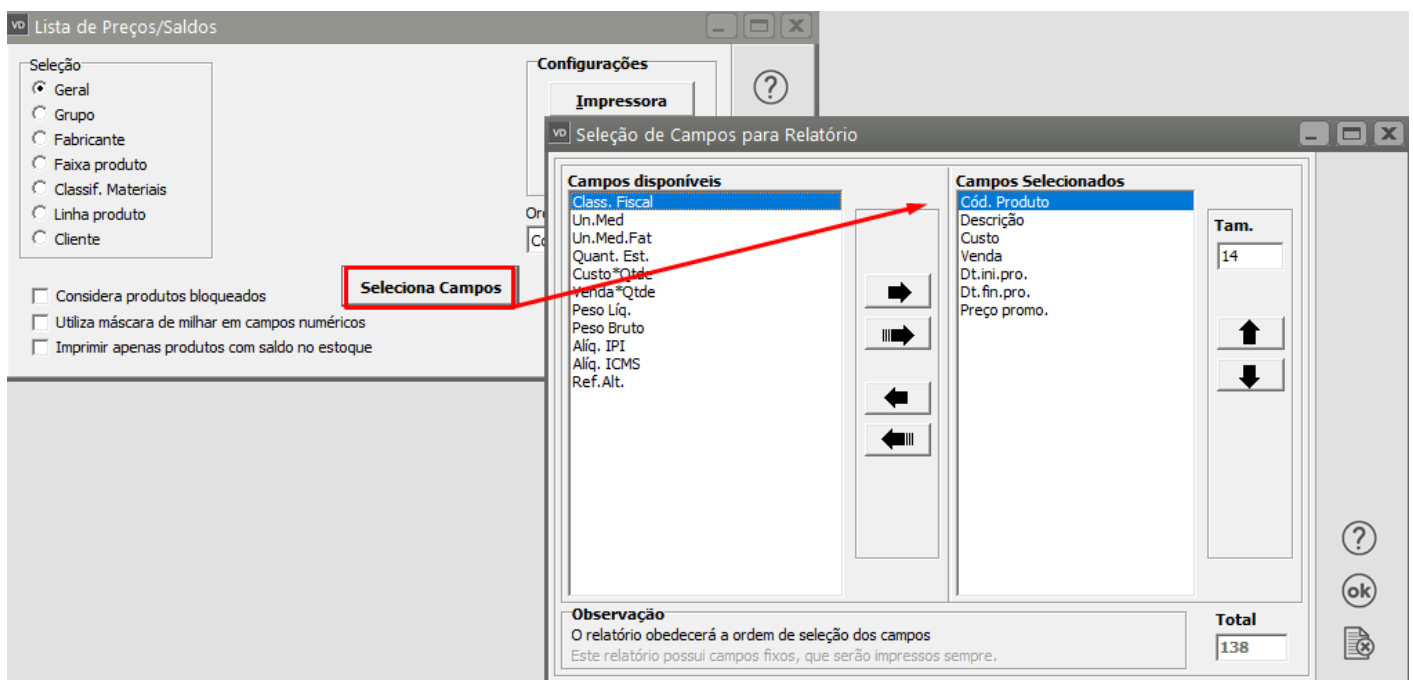 VD Lista de Preços/Saldos
Seleção
Geral
Grupo
Fabricante
Faixa produto
Classif. Materiais
Linha produto
Cliente
Considera produtos bloqueados
Utiliza máscara de milhar em campos numéricos
Imprimir apenas produtos com saldo no estoque
Seleciona Campos
Configurações
Impressora
?
VD Seleção de Campos para Relatório
Campos disponíveis
Class. Fiscal
Un.Med
Un.Med.Fat
Quant. Est.
Custo*Qtde
Venda*Qtde
Peso Líq.
Peso Bruto
Alíq. IPI
Alíq. ICMS
Ref.Alt.
Campos Selecionados
Cód. Produto
Descrição
Custo
Venda
Dt.ini.pro.
Dt.fin.pro.
Preço promo.
Tam.
14
?
ok
Observação
O relatório obedecerá a ordem de seleção dos campos
Este relatório possui campos fixos, que serão impressos sempre.
Total
138